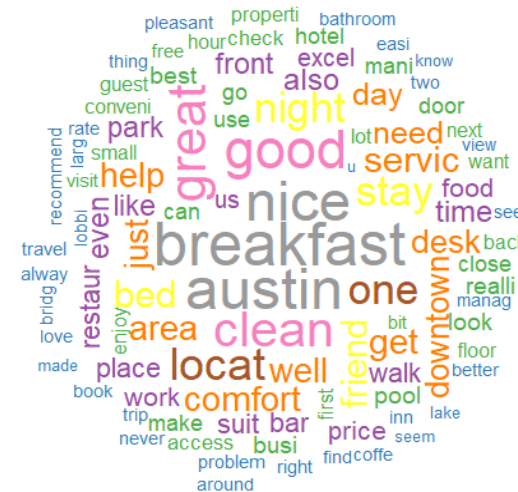 properti
pleasant
bathroom
free
hour
check
hotel
easi
thing
best
front
excel
mani
know
guest
go
also
day
two
conveni
great
use
night
door
rate
park
good
lot
need
next
larg
small
u
servic
view
recommend
visit
help
want
lobbi
even
like
can
us
nice
stay
food
time
see
travel
just
breakfast
desk
back
alway
restaur
close
bridg
bed
austin
one
downtown
realli
manag
love
enjoy
area
clean
friend
bit
get
look
made
place
locat
well
walk
floor
better
book
work
comfort
first
pool
trip
make
suit
bar
price
inn
lake
never
access
busi
seem
problem
right
find
coffe
around